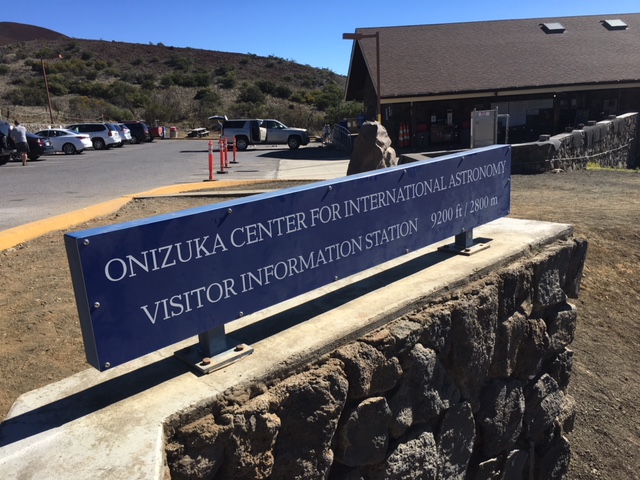 ONIZUKA CENTER FOR INTERNATIONAL ASTRONOMY
VISITOR INFORMATION STATION 9200 ft / 2800 m